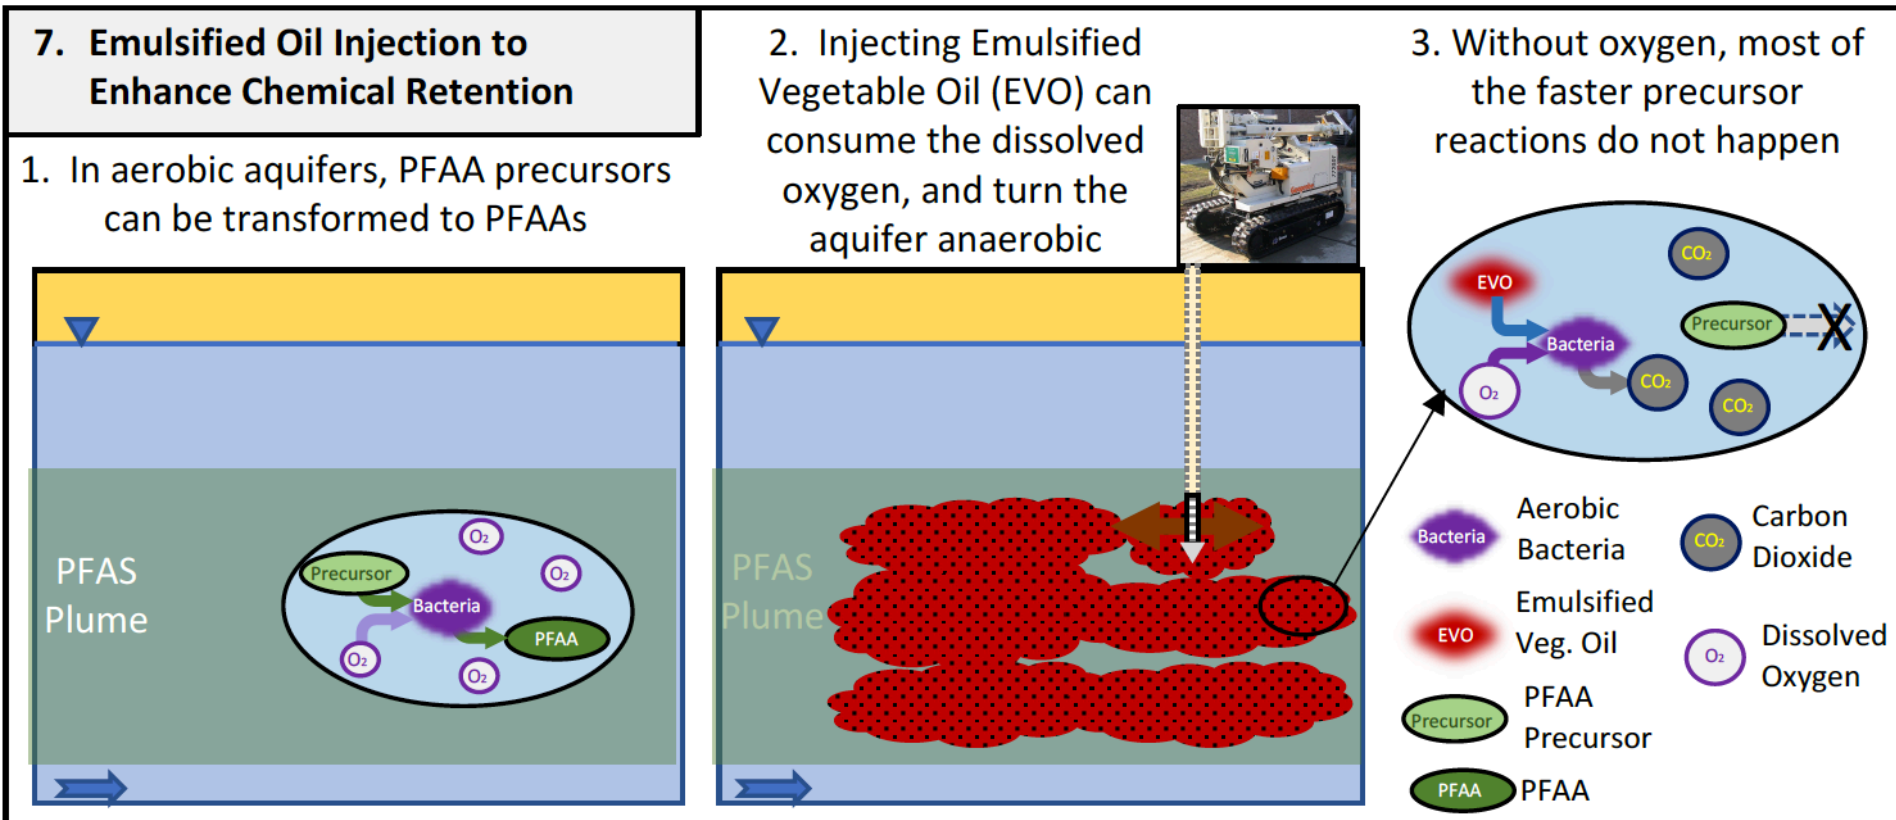 7. Emulsified Oil Injection to
Enhance Chemical Retention
1. In aerobic aquifers, PFAA precursors
can be transformed to PFAAs
PFAS
Plume
O₂
O₂
Precursor
Bacteria
PFAA
O₂
O₂
2. Injecting Emulsified
Vegetable Oil (EVO) can
consume the dissolved
oxygen, and turn the
aquifer anaerobic
PFAS
Plume
3. Without oxygen, most of
the faster precursor
reactions do not happen
CO₂
EVO
Precursor
Bacteria
CO₂
O₂
CO₂
Bacteria
Aerobic
Bacteria
CO₂
Carbon
Dioxide
EVO
Emulsified
Veg. Oil
O₂
Dissolved
Oxygen
Precursor
PFAA
Precursor
PFAA
PFAA